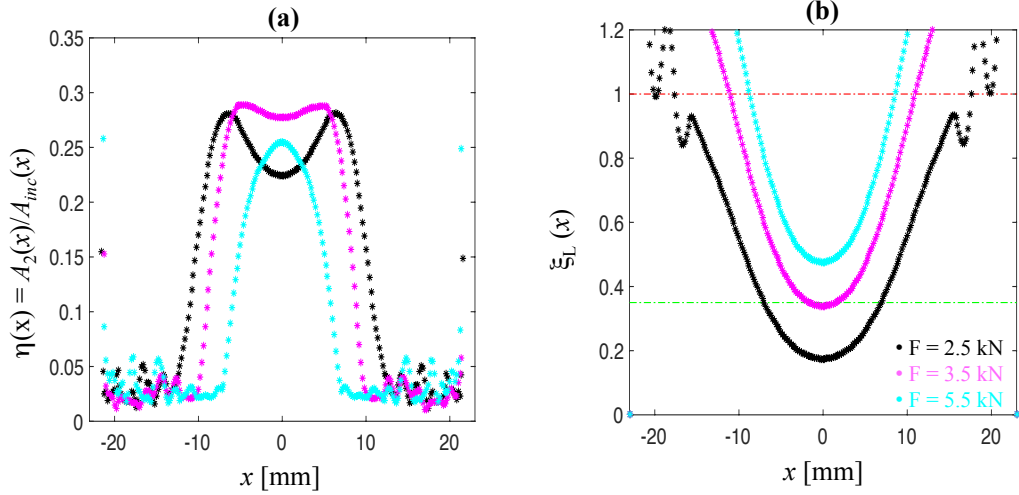 (a)
0.35
0.3
0.25
0.2
0.15
0.1
0.05
0
η(x) = A2(x)/Ainc(x)
-20 -10 0 10 20
x [mm]
(b)
1.2
1
0.8
0.6
0.4
0.2
0
ξL (x)
F = 2.5 kN
F = 3.5 kN
F = 5.5 kN
-20 -10 0 10 20
x [mm]